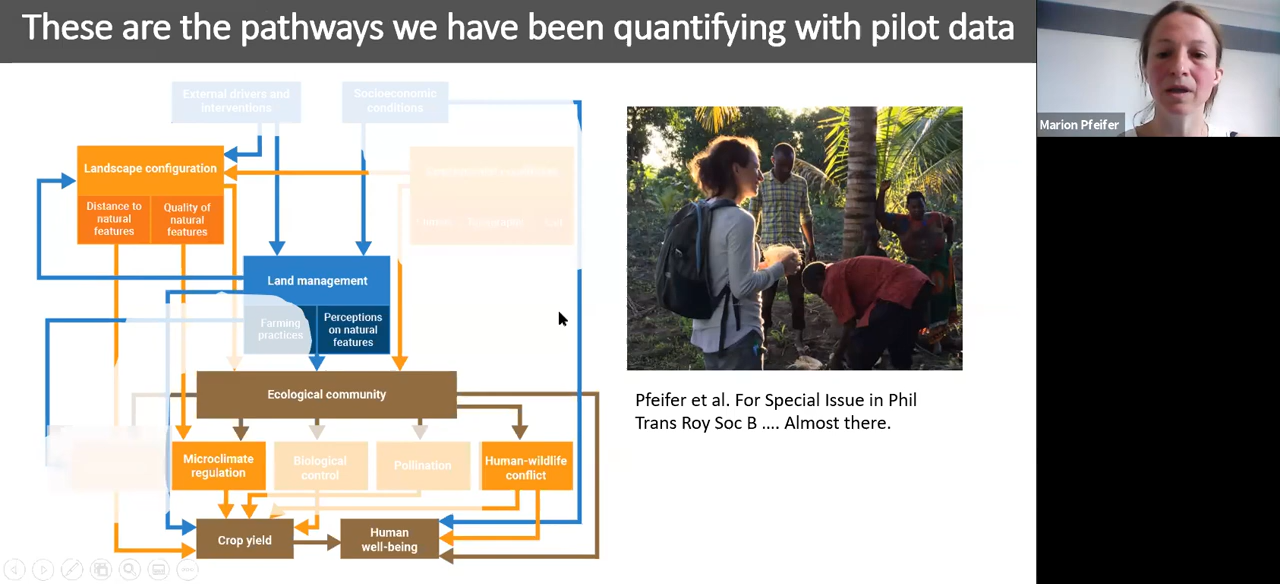 These are the pathways we have been quantifying with pilot data
Marion Pfeifer
External drivers and
interventions
Socioeconomic
conditions
Landscape configuration
Distance to
natural
features
Quality of
natural
features
Land management
Farming
practices
Perceptions
on natural
features
Ecological community
Microclimate
regulation
Biological
control
Pollination
Human-wildlife
conflict
Crop yield
Human
well-being
Pfeifer et al. For Special Issue in Phil
Trans Roy Soc B .... Almost there.